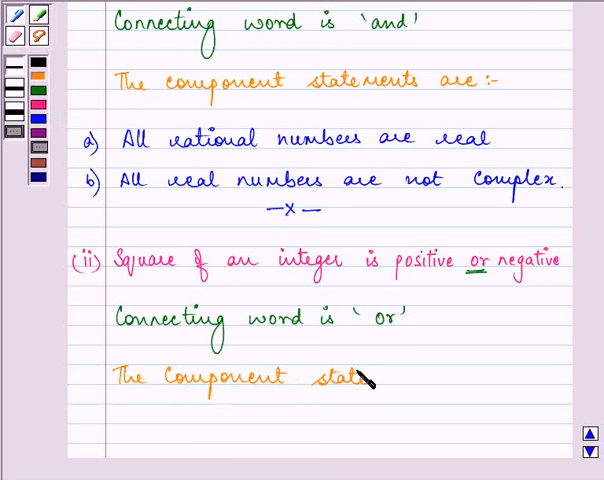 Connecting word is 'and'
The component statements are :-
a) All rational numbers are real
b) All real numbers are not complex.
—x—
(ii) Square of an integer is positive or negative
Connecting word is 'or'
The Component state